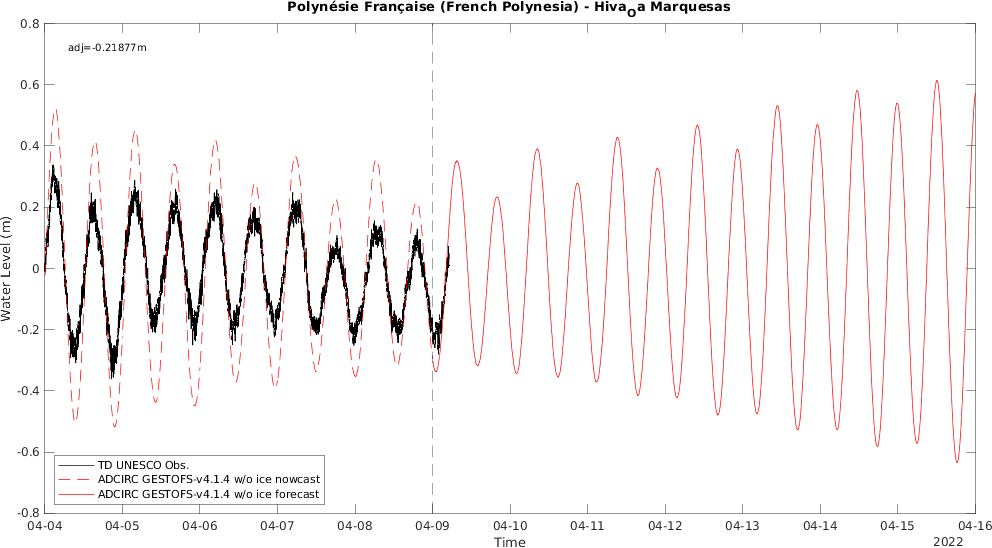 Polynésie Française (French Polynesia) - Hiva_Oa Marquesas
adj=-0.21877m
0.8
0.6
0.4
0.2
0
-0.2
-0.4
-0.6
-0.8
Water Level (m)
TD UNESCO Obs.
ADCIRC GESTOFS-v4.1.4 w/o ice nowcast
ADCIRC GESTOFS-v4.1.4 w/o ice forecast
04-04 04-05 04-06 04-07 04-08 04-09 04-10 04-11 04-12 04-13 04-14 04-15 04-16
Time
2022